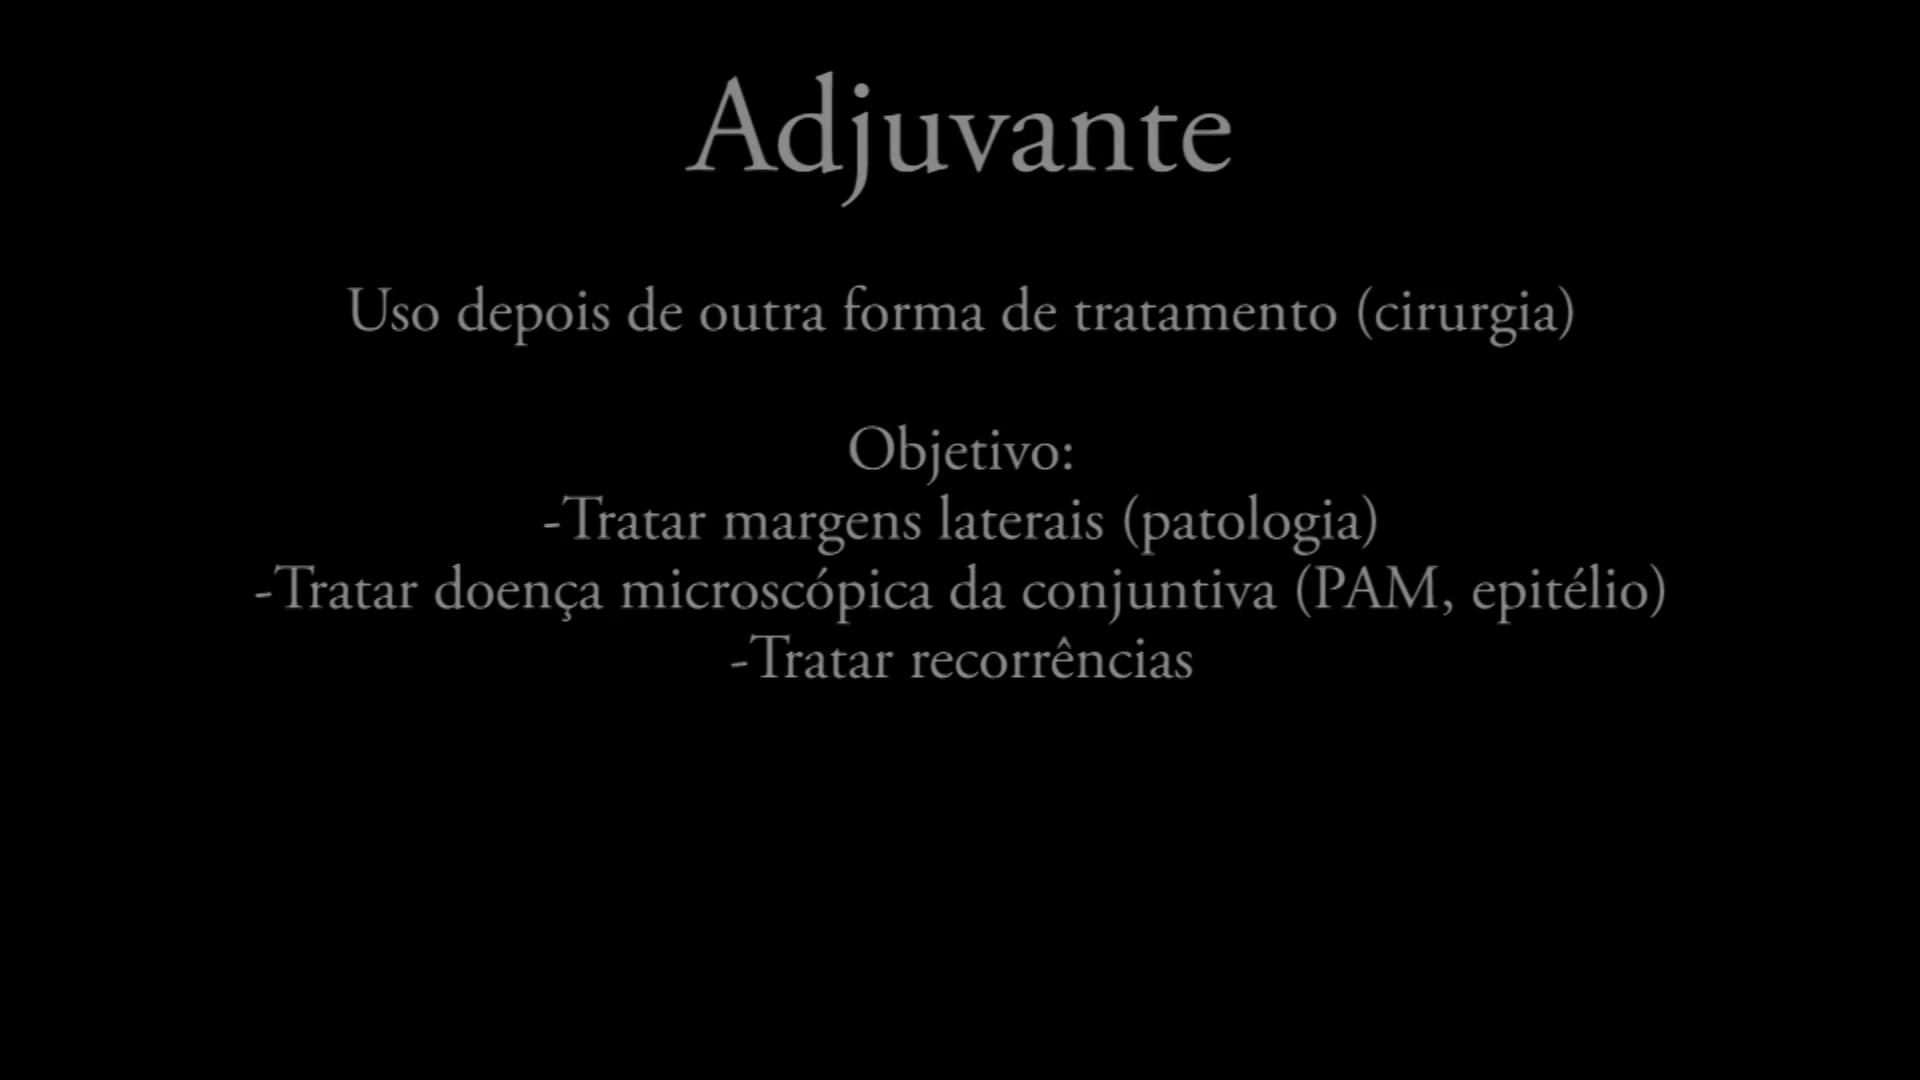 Adjuvante
Uso depois de outra forma de tratamento (cirurgia)
Objetivo:
-Tratar margens laterais (patologia)
-Tratar doença microscópica da conjuntiva (PAM, epitélio)
-Tratar recorrências